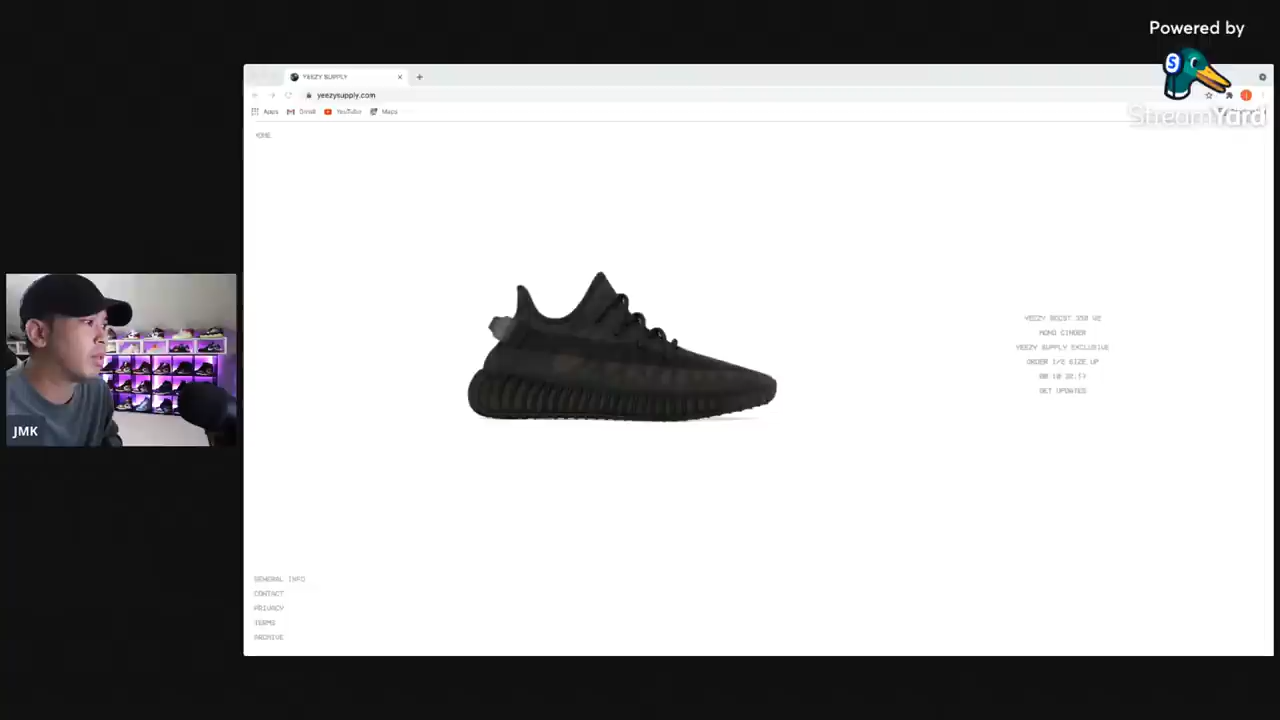 Powered by
S
StreamYard
YEEZY SUPPLY
yeezysupply.com
Apps
Gmail
YouTube
Maps
HOME
YEEZY BOOST 350 V2
MONO CINDER
YEEZY SUPPLY EXCLUSIVE
ORDER 1/2 SIZE UP
GET UPDATES
JMK
GENERAL INFO
CONTACT
PRIVACY
TERMS
ARCHIVE